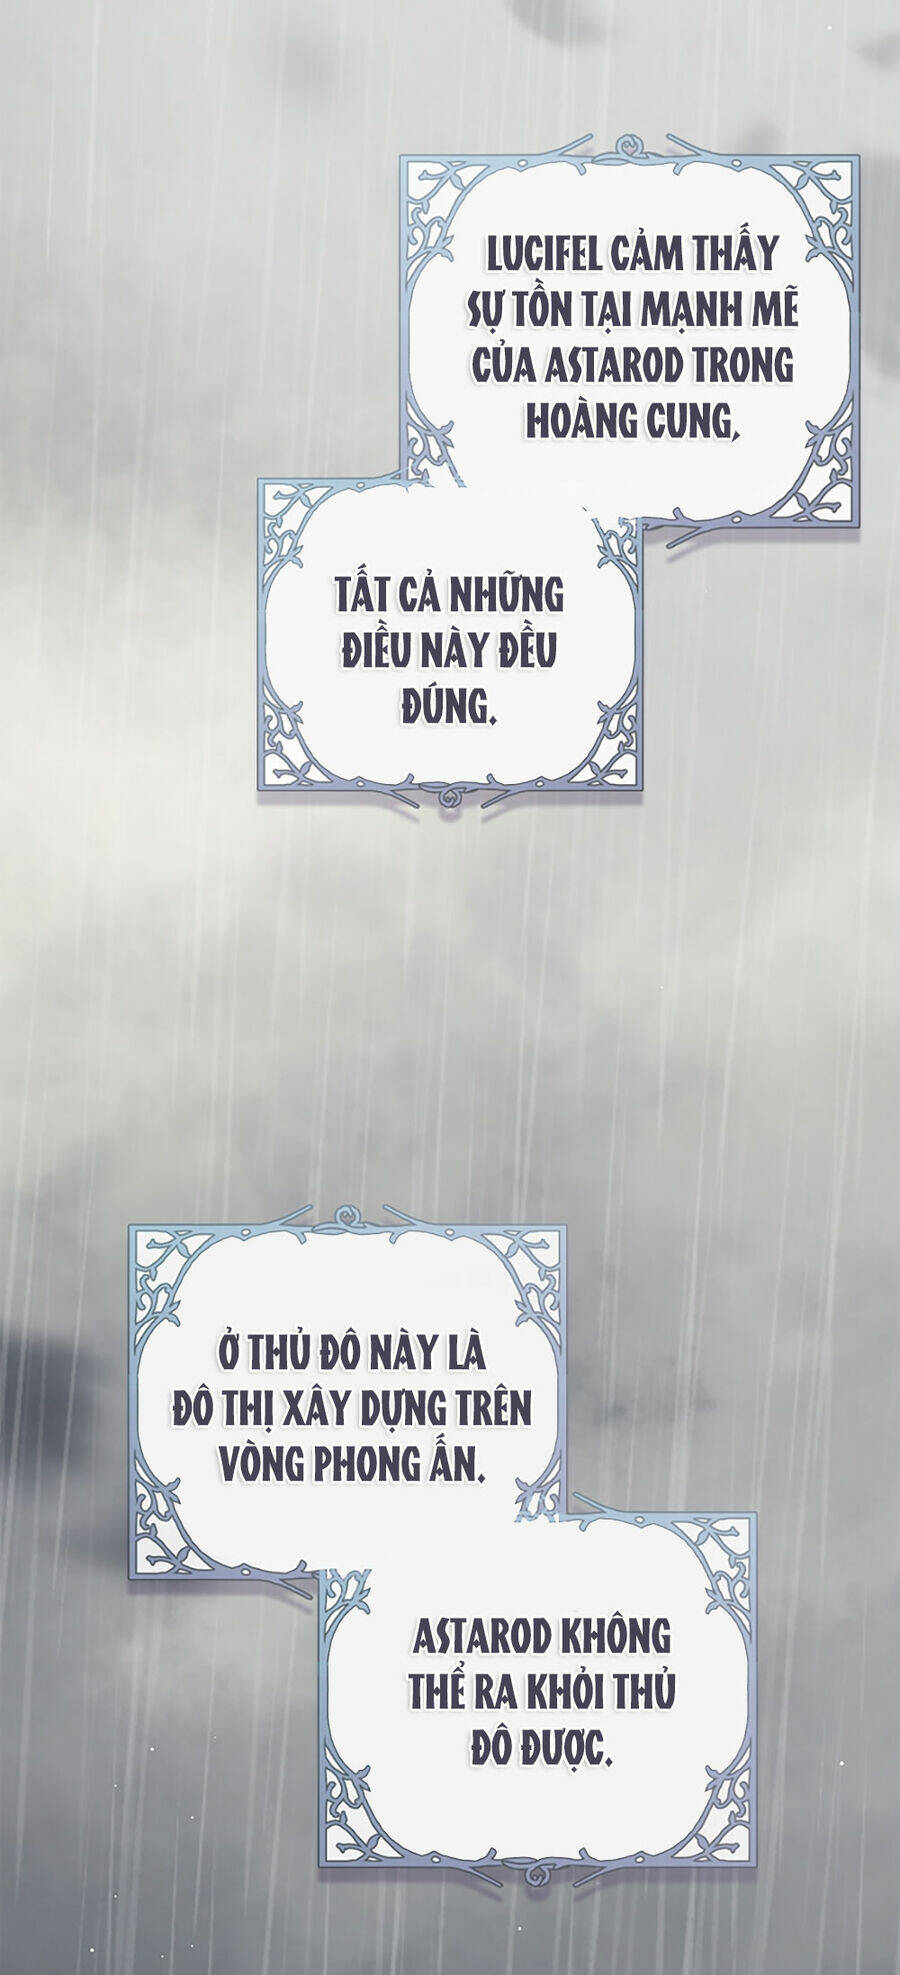 LUCIFEL CẢM THẤY
SỰ TỒN TẠI MẠNH MẼ
CỦA ASTAROD TRONG
HOÀNG CUNG,
TẤT CẢ NHỮNG
ĐIỀU NÀY ĐỀU
ĐÚNG.
Ở THỦ ĐÔ NÀY LÀ
ĐÔ THỊ XÂY DỰNG TRÊN
VÒNG PHONG ẤN.
ASTAROD KHÔNG
THỂ RA KHỎI THỦ
ĐÔ ĐƯỢC.